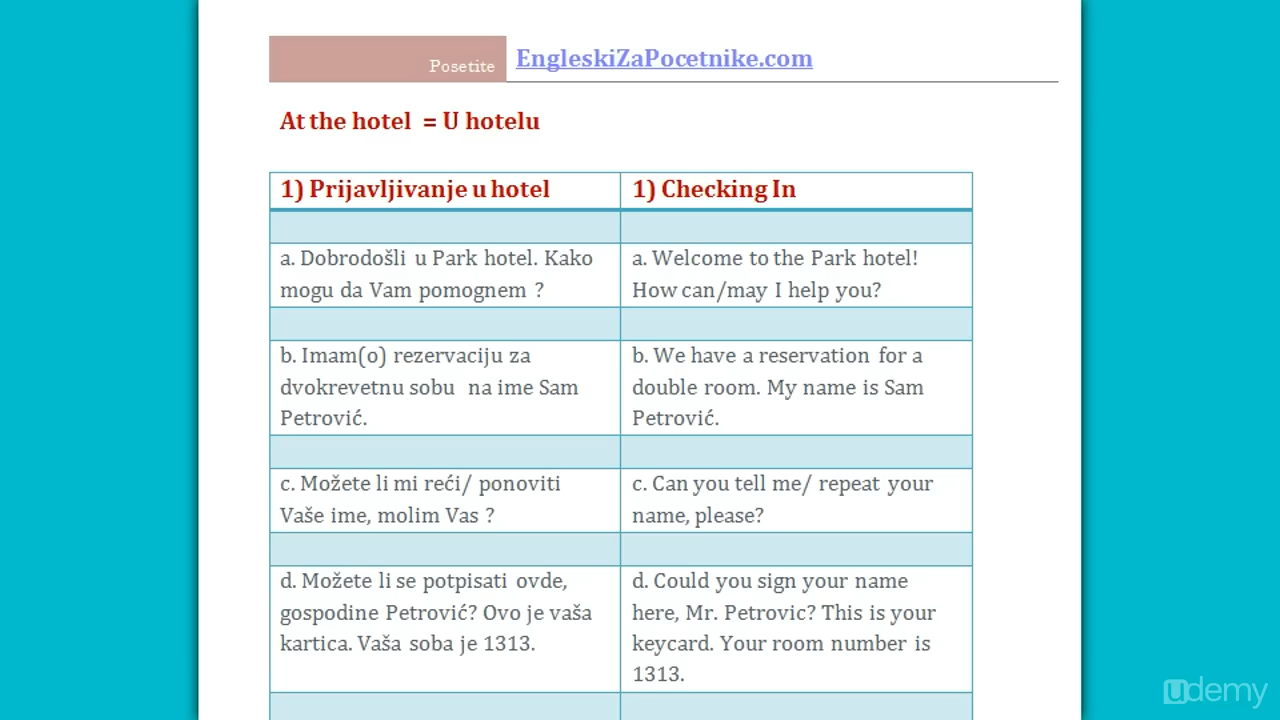 Posetite EngleskiZaPocetnike.com
At the hotel = U hotelu
1) Prijavljivanje u hotel
1) Checking In
a. Dobrodošli u Park hotel. Kako
mogu da Vam pomognem ?
a. Welcome to the Park hotel!
How can/may I help you?
b. Imam(o) rezervaciju za
dvokrevetnu sobu na ime Sam
Petrović.
b. We have a reservation for a
double room. My name is Sam
Petrović.
c. Možete li mi reći/ ponoviti
Vaše ime, molim Vas ?
c. Can you tell me/ repeat your
name, please?
d. Možete li se potpisati ovde,
gospodine Petrović? Ovo je vaša
kartica. Vaša soba je 1313.
d. Could you sign your name
here, Mr. Petrovic? This is your
keycard. Your room number is
1313.
udemy